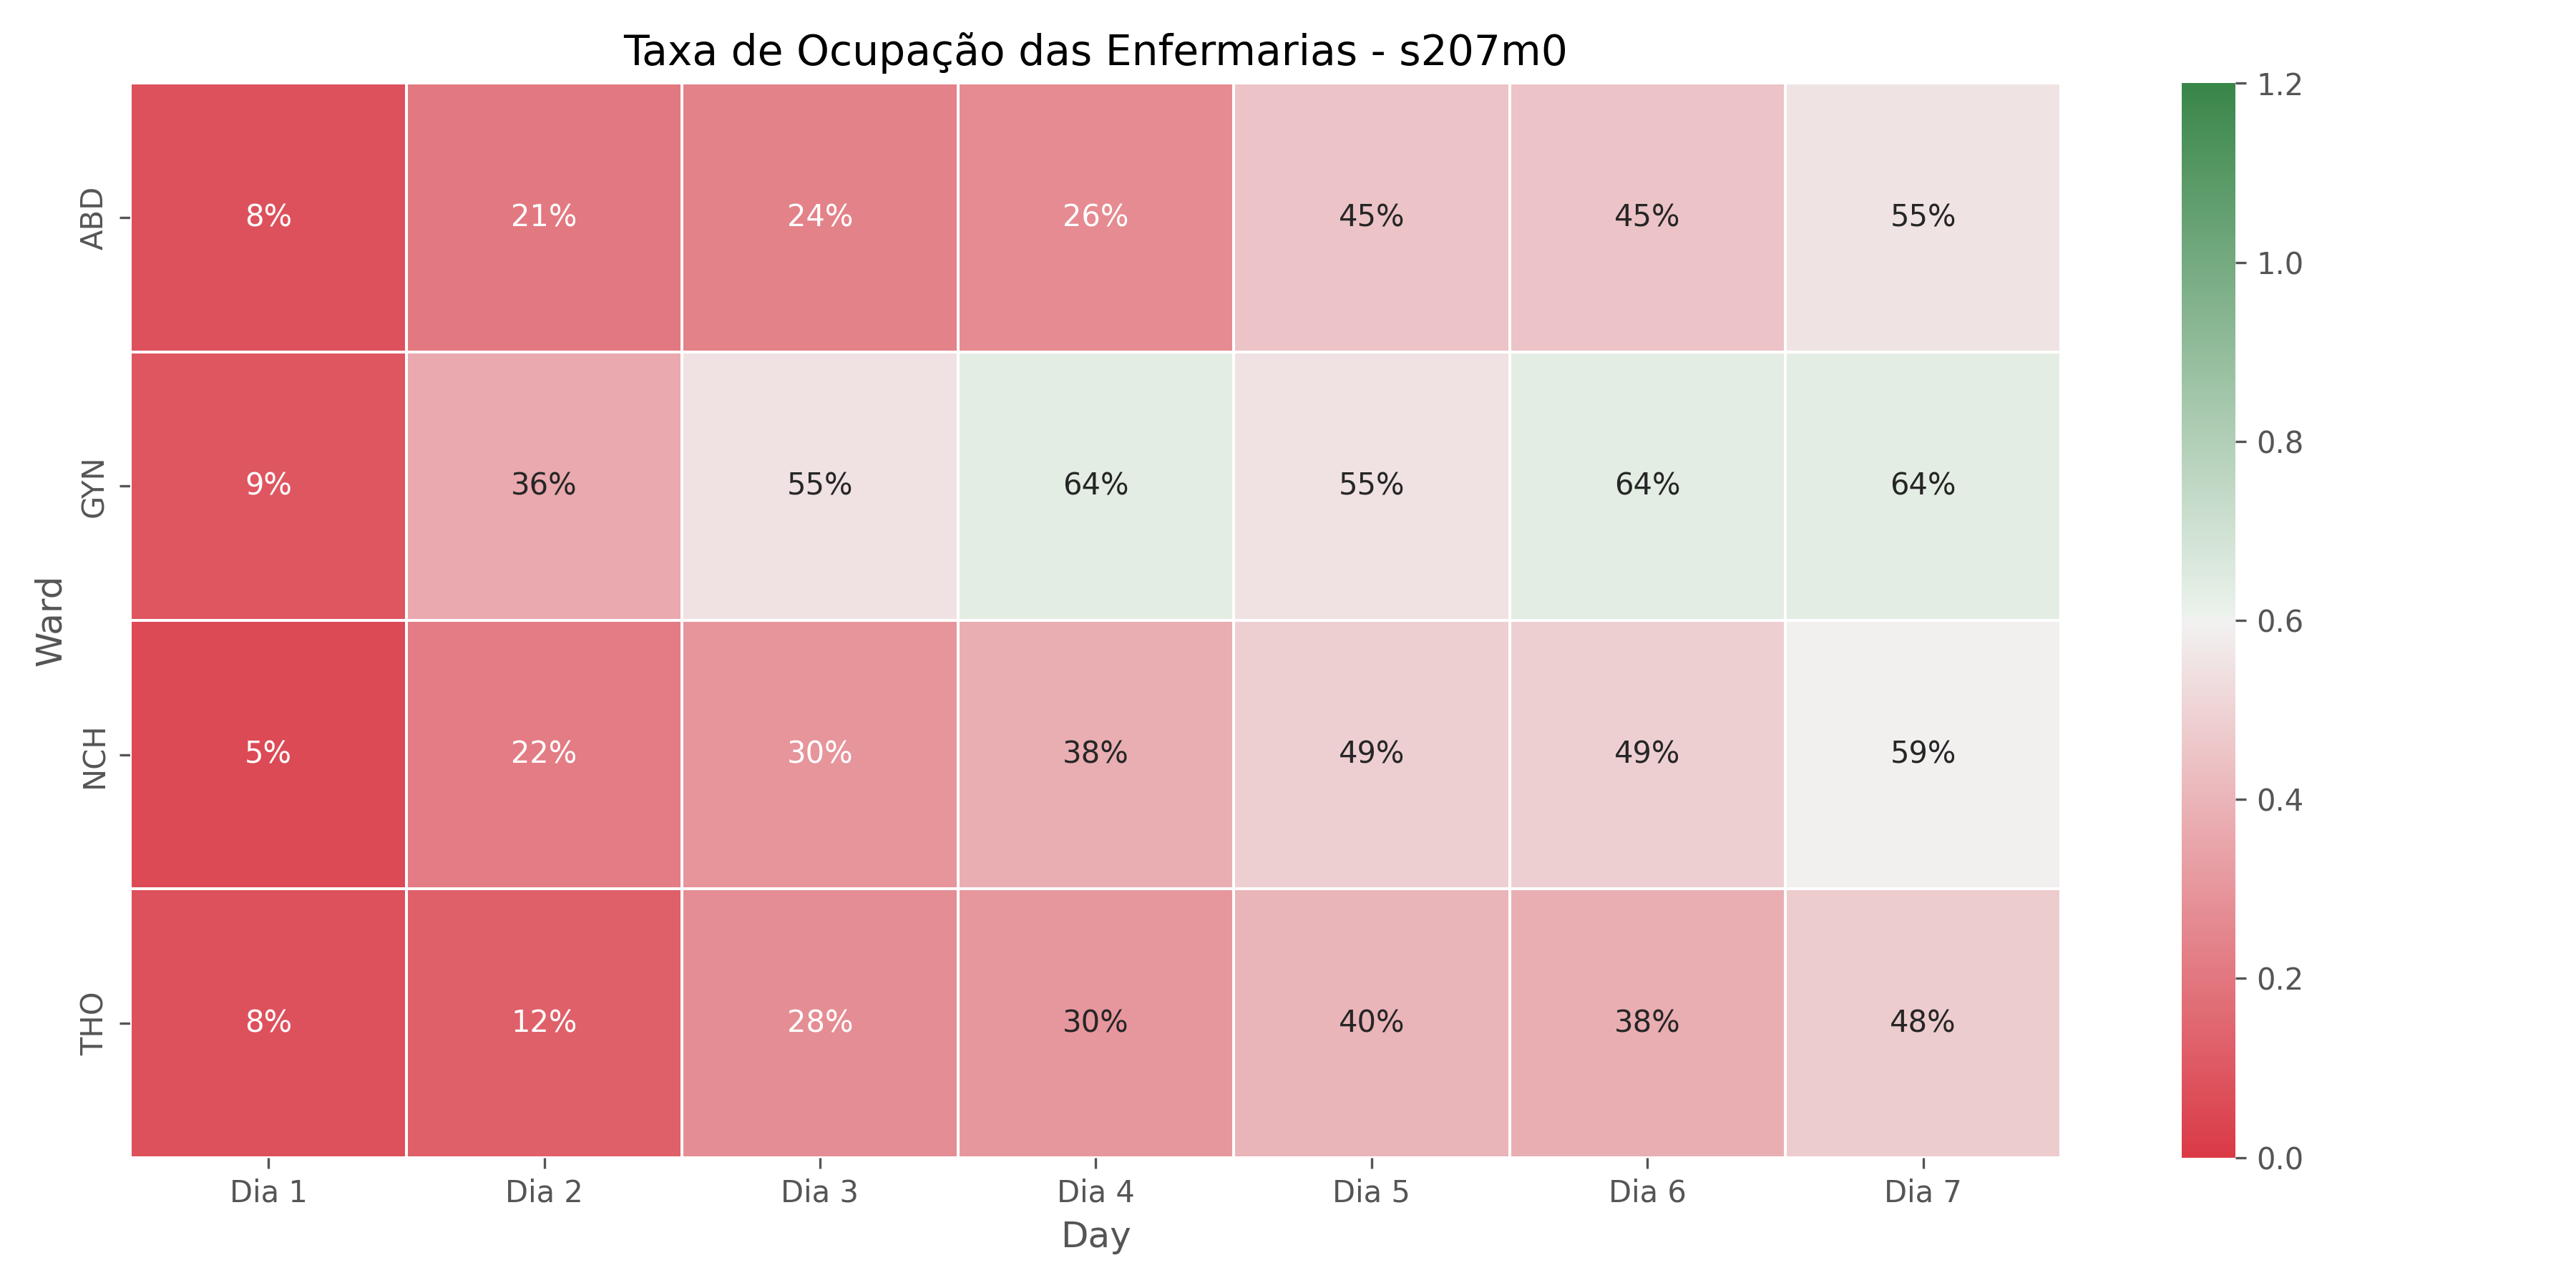 Taxa de Ocupação das Enfermarias - s207m0
Ward
ABD
8% 21% 24% 26% 45% 45% 55%
GYN
9% 36% 55% 64% 55% 64% 64%
NCH
5% 22% 30% 38% 49% 49% 59%
THO
8% 12% 28% 30% 40% 38% 48%
Dia 1 Dia 2 Dia 3 Dia 4 Dia 5 Dia 6 Dia 7
Day
1.2
1.0
0.8
0.6
0.4
0.2
0.0